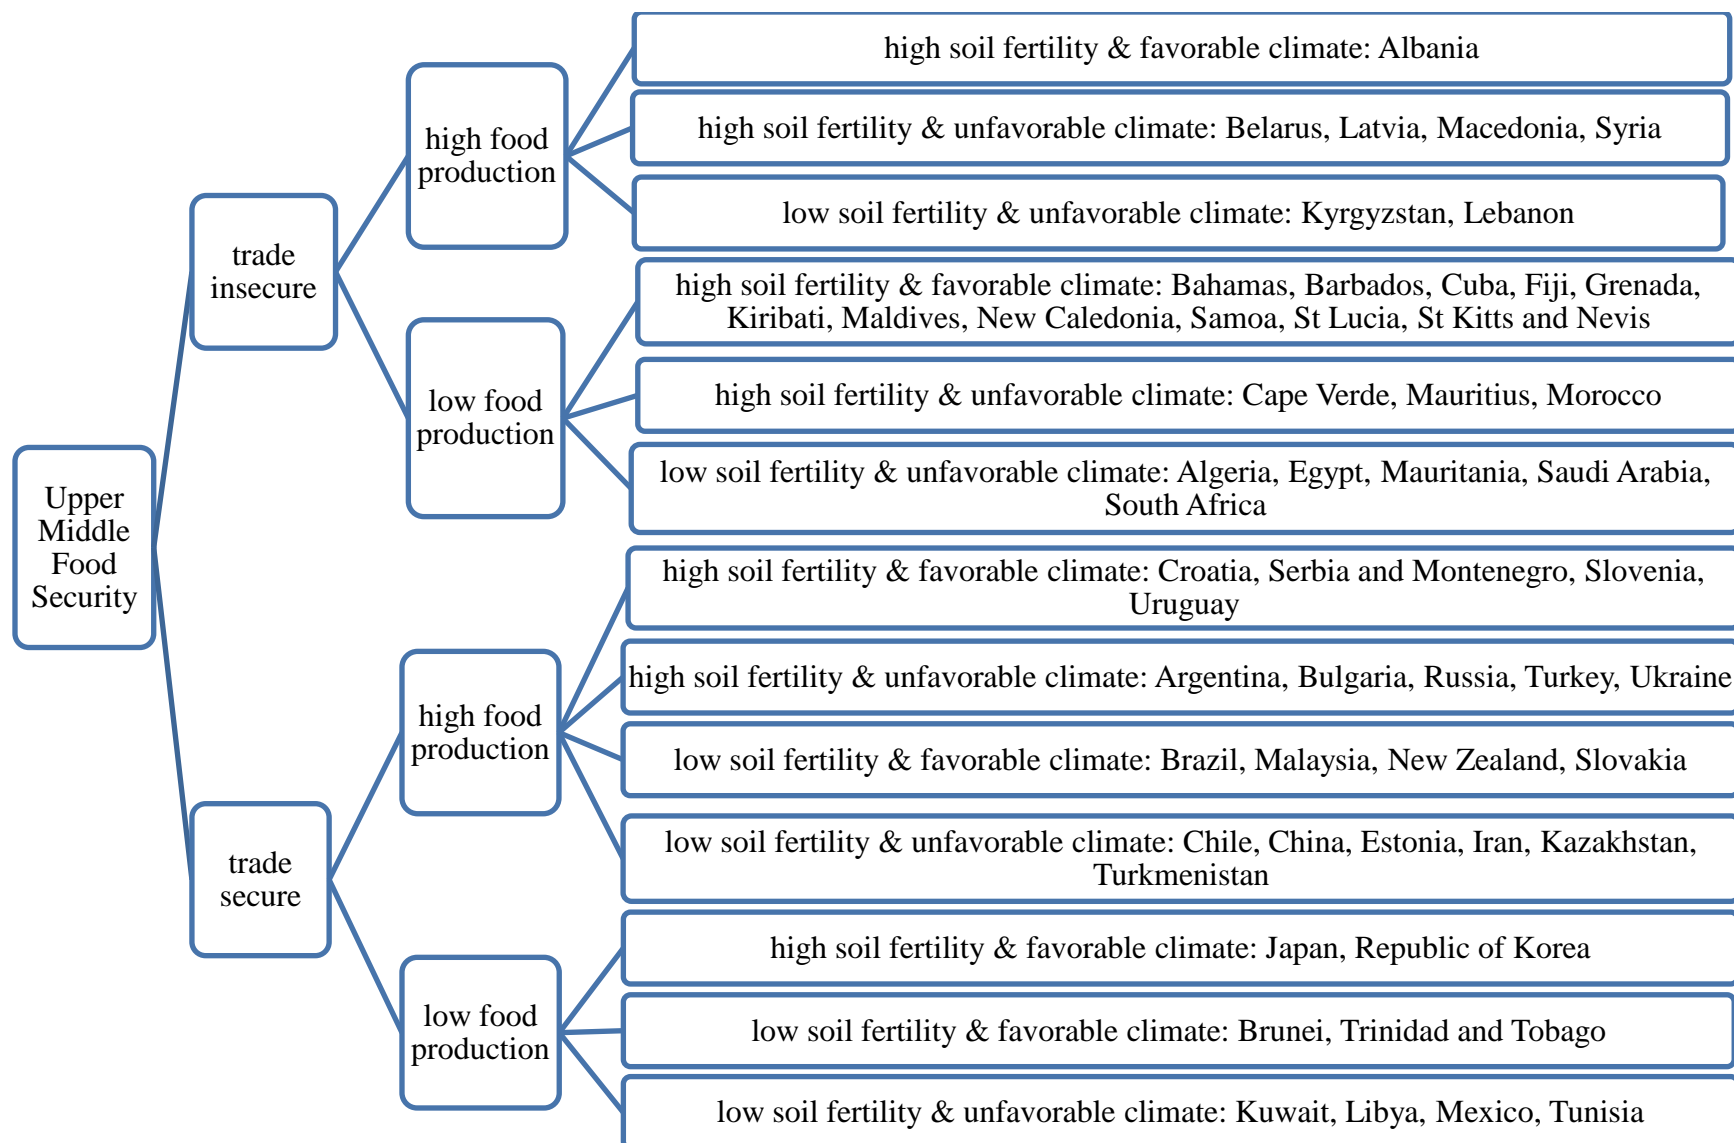 Upper
Middle
Food
Security
trade
insecure
high food
production
high soil fertility & favorable climate: Albania
high soil fertility & unfavorable climate: Belarus, Latvia, Macedonia, Syria
low soil fertility & unfavorable climate: Kyrgyzstan, Lebanon
low food
production
high soil fertility & favorable climate: Bahamas, Barbados, Cuba, Fiji, Grenada,
Kiribati, Maldives, New Caledonia, Samoa, St Lucia, St Kitts and Nevis
high soil fertility & unfavorable climate: Cape Verde, Mauritius, Morocco
low soil fertility & unfavorable climate: Algeria, Egypt, Mauritania, Saudi Arabia,
South Africa
trade
secure
high food
production
high soil fertility & favorable climate: Croatia, Serbia and Montenegro, Slovenia,
Uruguay
high soil fertility & unfavorable climate: Argentina, Bulgaria, Russia, Turkey, Ukraine
low soil fertility & favorable climate: Brazil, Malaysia, New Zealand, Slovakia
low soil fertility & unfavorable climate: Chile, China, Estonia, Iran, Kazakhstan,
Turkmenistan
low food
production
high soil fertility & favorable climate: Japan, Republic of Korea
low soil fertility & favorable climate: Brunei, Trinidad and Tobago
low soil fertility & unfavorable climate: Kuwait, Libya, Mexico, Tunisia